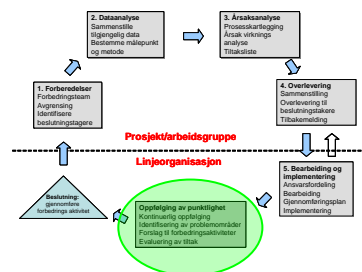 2. Dataanalyse
Sammenstille
tilgjengelig data
Bestemme målepunkt
og metode
3. Årsaksanalyse
Prosesskartlegging
Årsak virknings
analyse
Tiltaksliste
1. Forberedelser
Forbedringsteam
Avgrensing
Identifisere
beslutningstagere
4. Overlevering
Sammenstilling
Overlevering til
beslutningstakere
Tilbakemelding
Prosjekt/arbeidsgruppe
Linjeorganisasjon
5. Bearbeiding og
implementering
Ansvarsfordeling
Bearbeiding
Gjennomføringsplan
Implementering
Beslutning:
gjennomføre
forbedrings aktivitet
Oppfølging av punktlighet
Kontinuerlig oppfølging
Identifisering av problemområder
Forslag til forbedringsaktiviteter
Evaluering av tiltak